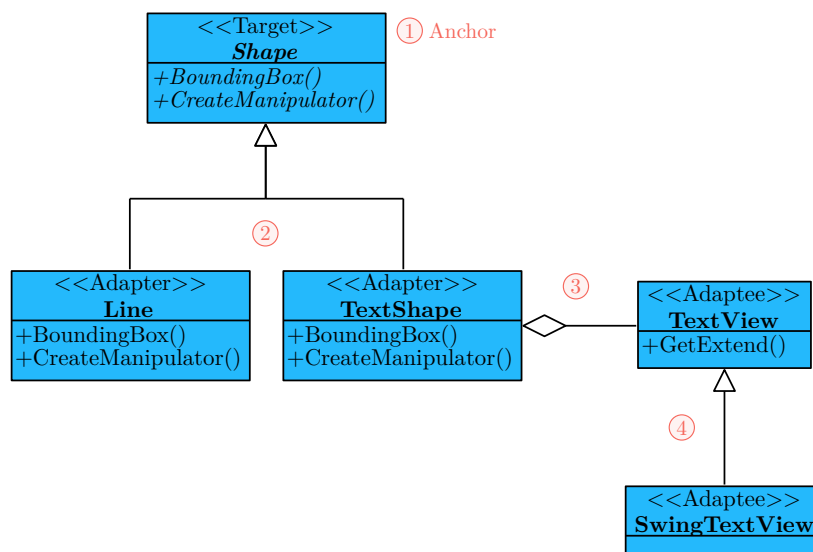 <<Target>>
Shape
+BoundingBox()
+CreateManipulator()
1 Anchor
2
<<Adapter>>
Line
+BoundingBox()
+CreateManipulator()
<<Adapter>>
TextShape
+BoundingBox()
+CreateManipulator()
3
<<Adaptee>>
TextView
+GetExtend()
4
<<Adaptee>>
SwingTextView